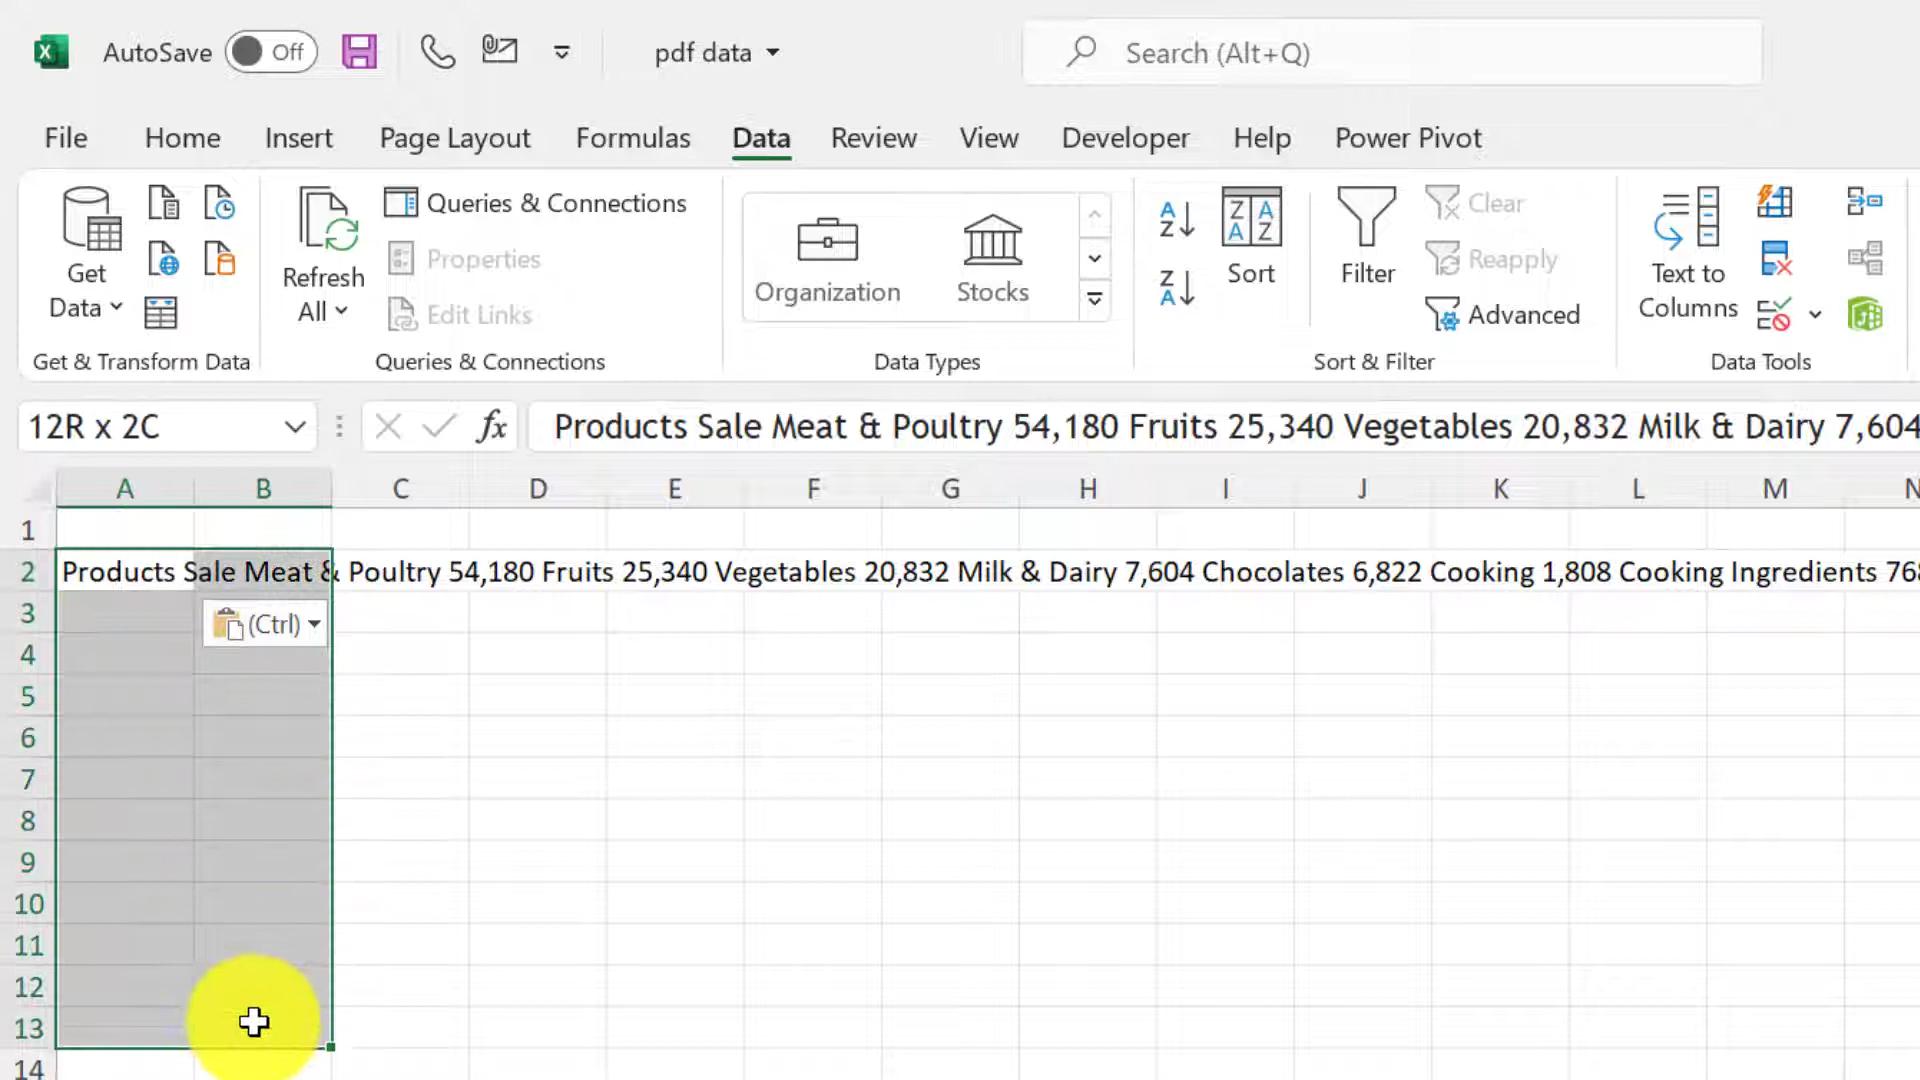 AutoSave Off pdf data Search (Alt+Q)
File Home Insert Page Layout Formulas Data Review View Developer Help Power Pivot
Get Data
Refresh All
Queries & Connections
Properties
Edit Links
Organization
Stocks
Sort
Filter
Clear
Reapply
Advanced
Text to Columns
Get & Transform Data Queries & Connections Data Types Sort & Filter Data Tools
12R x 2C fx Products Sale Meat & Poultry 54,180 Fruits 25,340 Vegetables 20,832 Milk & Dairy 7,604
A B C D E F G H I J K L M N
1
2 Products Sale Meat & Poultry 54,180 Fruits 25,340 Vegetables 20,832 Milk & Dairy 7,604 Chocolates 6,822 Cooking 1,808 Cooking Ingredients 768
3 (Ctrl)
4
5
6
7
8
9
10
11
12
13
14